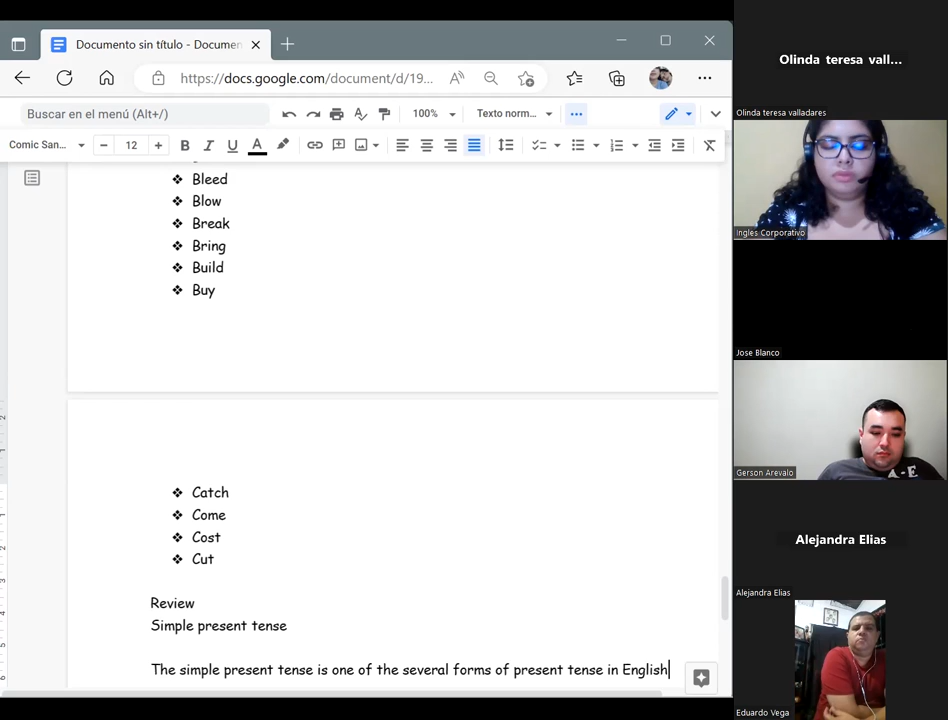 Documento sin título - Documen
https://docs.google.com/document/d/19...
Buscar en el menú (Alt+/)
100%
Texto norm...
Comic San...
12
B I U A
❖ Bleed
❖ Blow
❖ Break
❖ Bring
❖ Build
❖ Buy
❖ Catch
❖ Come
❖ Cost
❖ Cut
Review
Simple present tense
The simple present tense is one of the several forms of present tense in English
Olinda teresa vall...
Olinda teresa valladares
Ingles Corporativo
Jose Blanco
A-E
Gerson Arevalo
Alejandra Elias
Alejandra Elias
Eduardo Vega